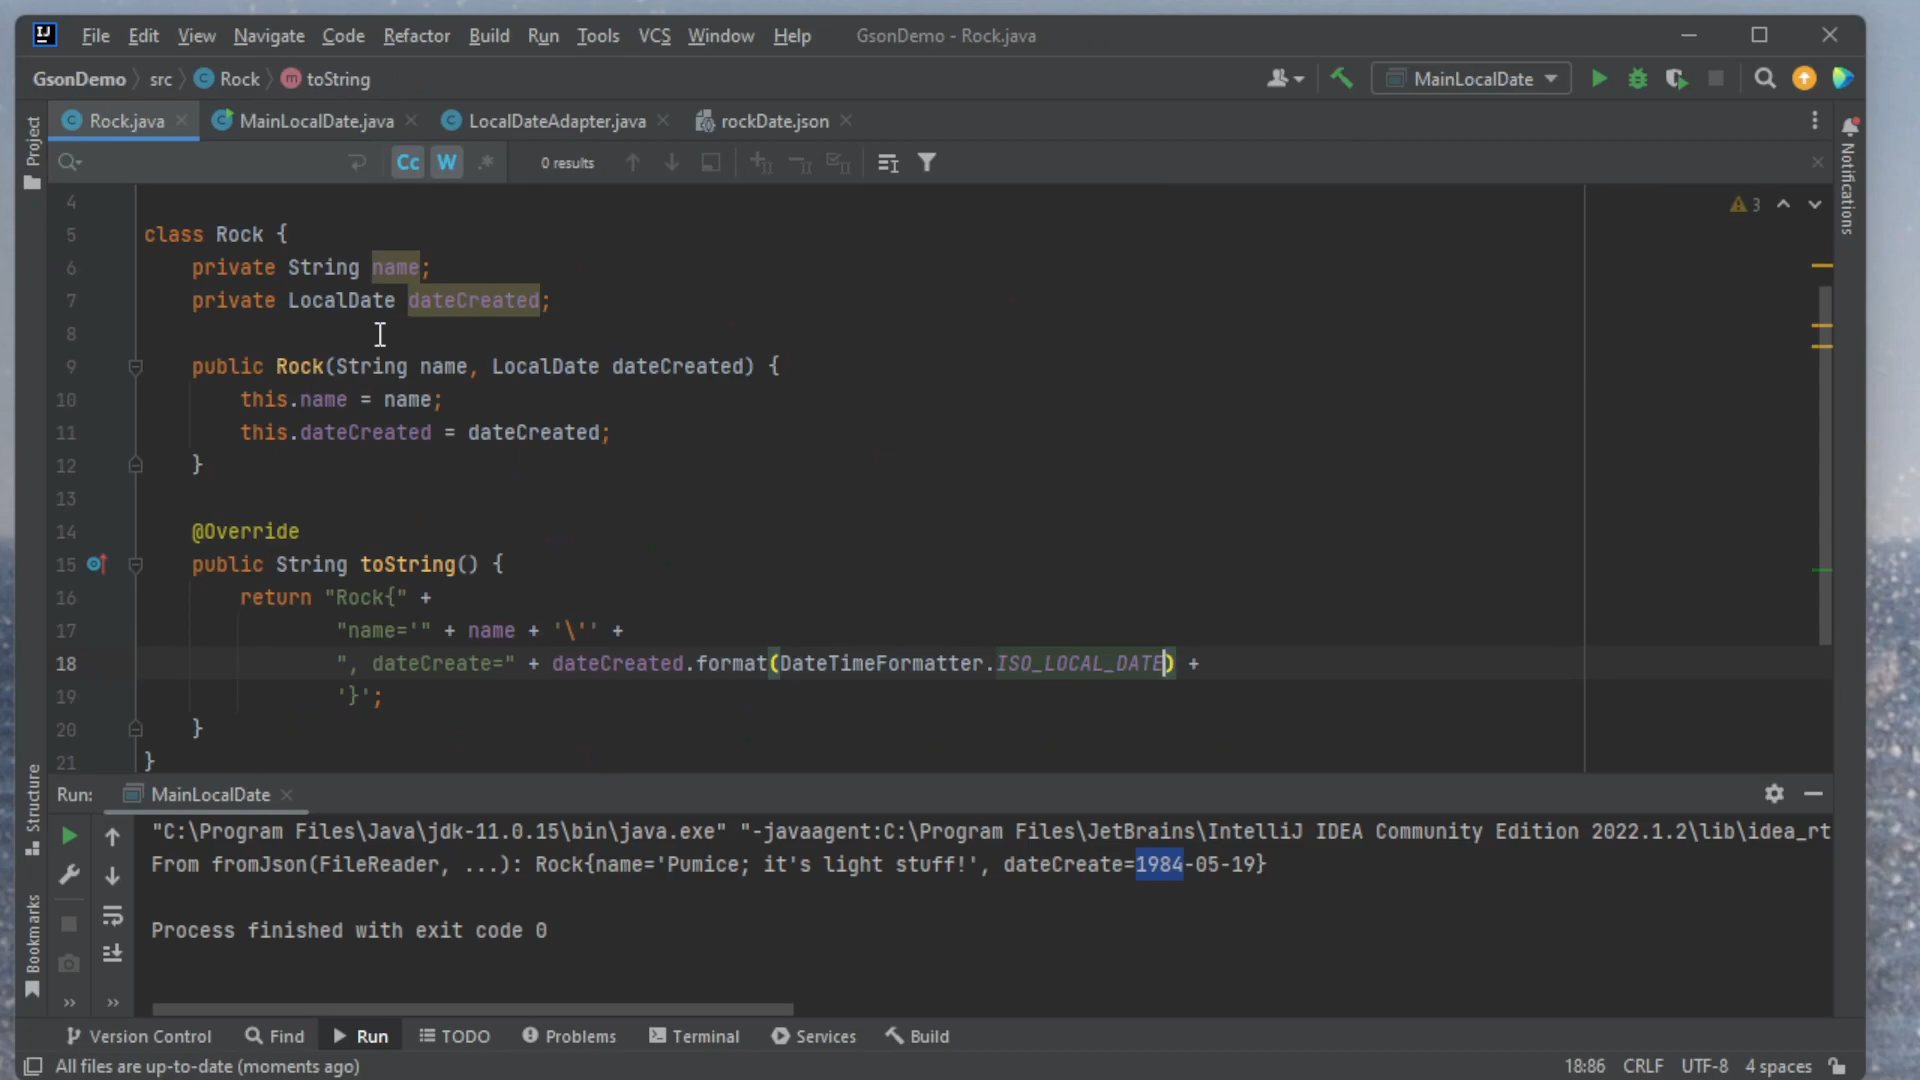 IJ File Edit View Navigate Code Refactor Build Run Tools VCS Window Help GsonDemo - Rock.java
GsonDemo src C Rock m toString MainLocalDate
C Rock.java C MainLocalDate.java C LocalDateAdapter.java rockDate.json
Cc W .* 0 results
Project
Notifications
Structure
Bookmarks
3
4
5 class Rock {
6 private String name;
7 private LocalDate dateCreated;
8
9 public Rock(String name, LocalDate dateCreated) {
10 this.name = name;
11 this.dateCreated = dateCreated;
12 }
13
14 @Override
15 public String toString() {
16 return "Rock{" +
17 "name='" + name + '\'' +
18 ", dateCreate=" + dateCreated.format(DateTimeFormatter.ISO_LOCAL_DATE) +
19 '}';
20 }
21 }
Run: MainLocalDate
"C:\Program Files\Java\jdk-11.0.15\bin\java.exe" "-javaagent:C:\Program Files\JetBrains\IntelliJ IDEA Community Edition 2022.1.2\lib\idea_rt
From fromJson(FileReader, ...): Rock{name='Pumice; it's light stuff!', dateCreate=1984-05-19}
Process finished with exit code 0
Version Control Find Run TODO Problems Terminal Services Build
All files are up-to-date (moments ago) 18:86 CRLF UTF-8 4 spaces